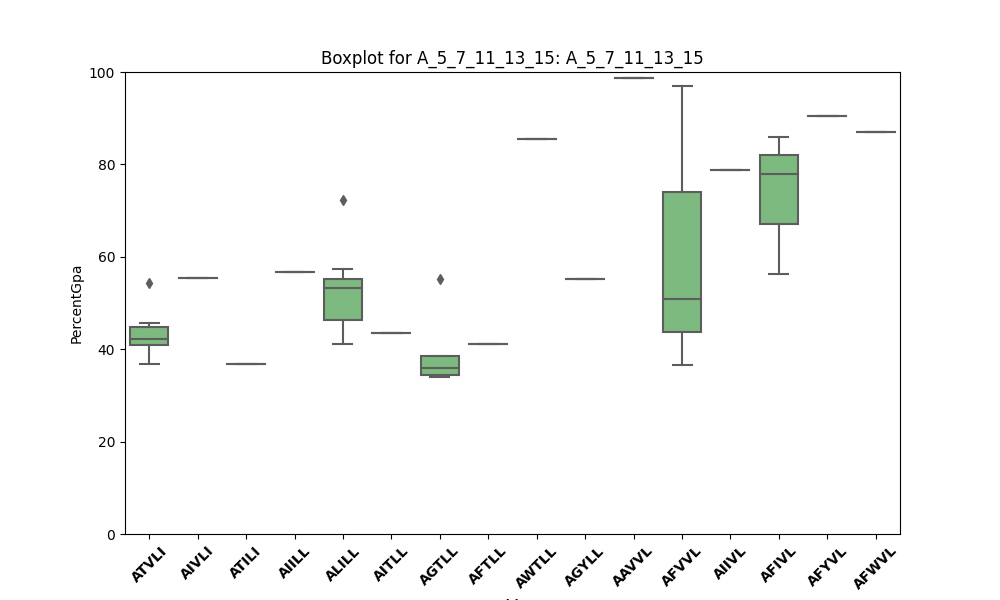 Boxplot for A_5_7_11_13_15: A_5_7_11_13_15
PercentGpa
100
80
60
40
20
0
ATVLI
AIVLI
ATILI
AIILL
ALILL
AITLL
AGTLL
AFTLL
AWTLL
AGYLL
AAVVL
AFVVL
AIIVL
AFIVL
AFYVL
AFWVL